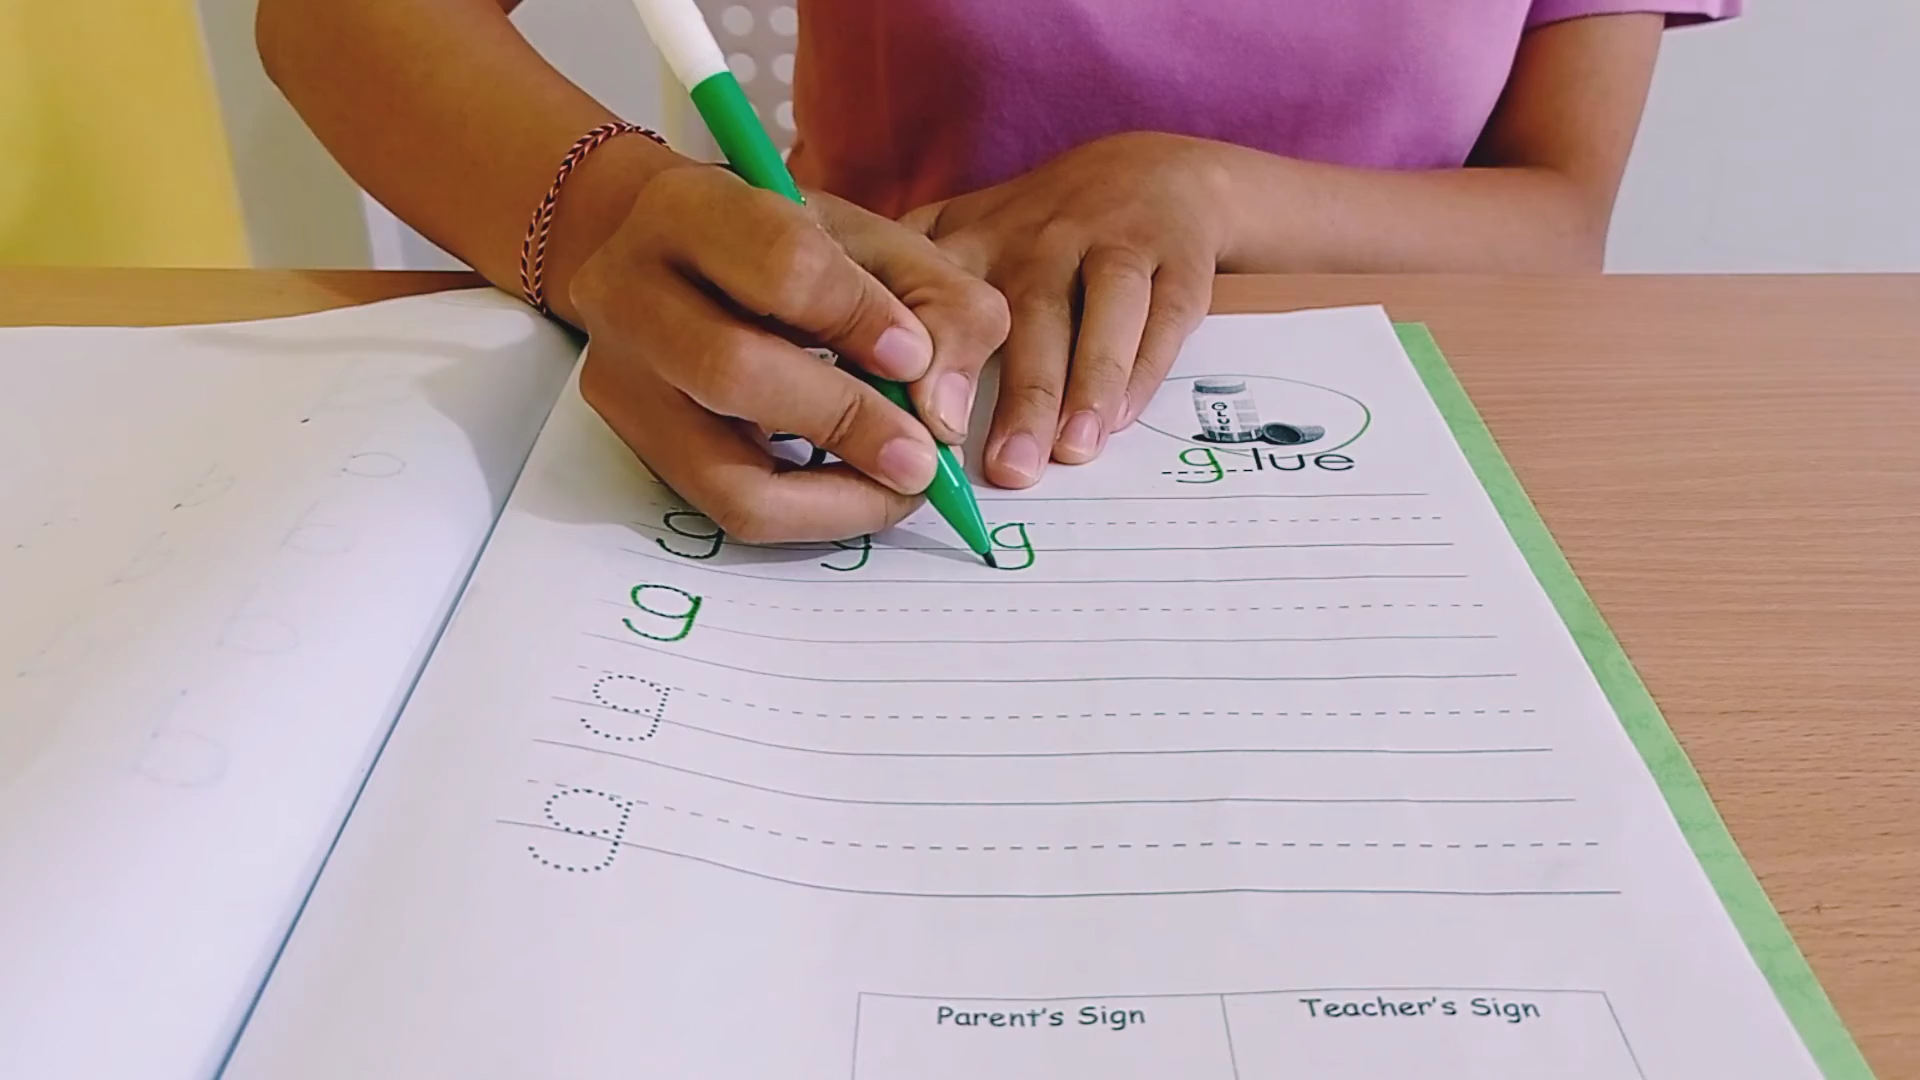 GLUE
glue
g g g
g
g
g
Parent's Sign Teacher's Sign